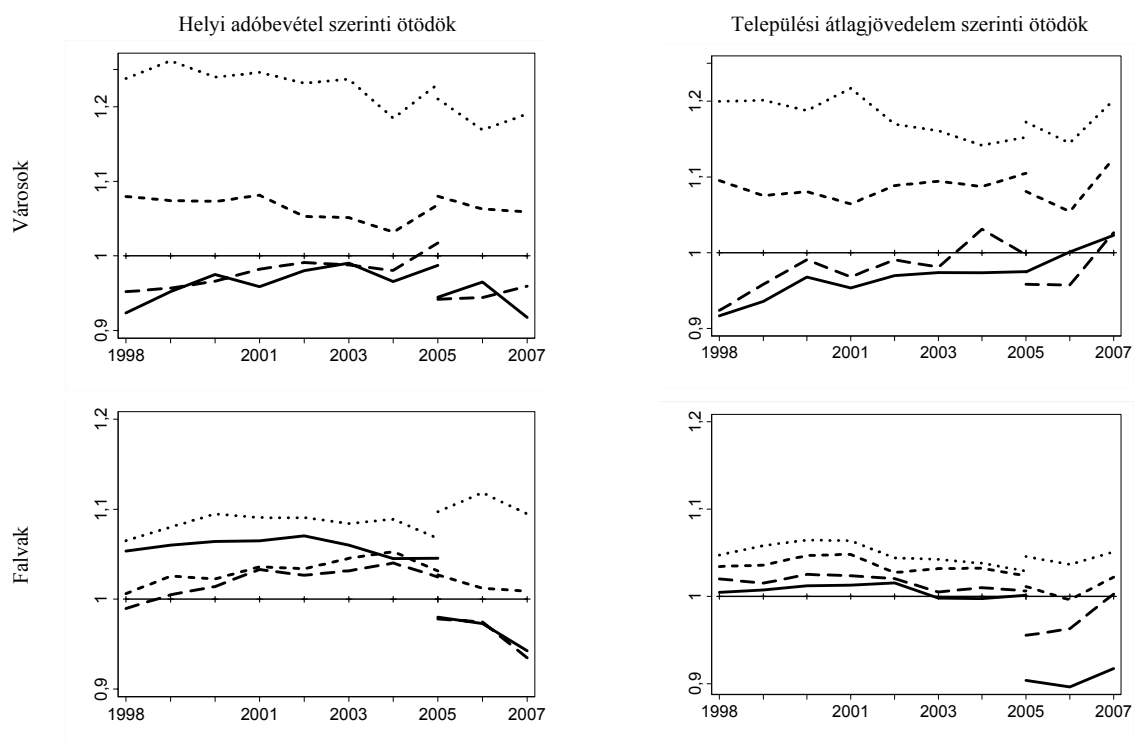 Helyi adóbevétel szerinti ötödök
Települési átlagjövedelem szerinti ötödök
Városok
1,2
1,1
1
0,9
1998 2001 2003 2005 2007
1,2
1,1
1
0,9
1998 2001 2003 2005 2007
Falvak
1,2
1,1
1
0,9
1998 2001 2003 2005 2007
1,2
1,1
1
0,9
1998 2001 2003 2005 2007